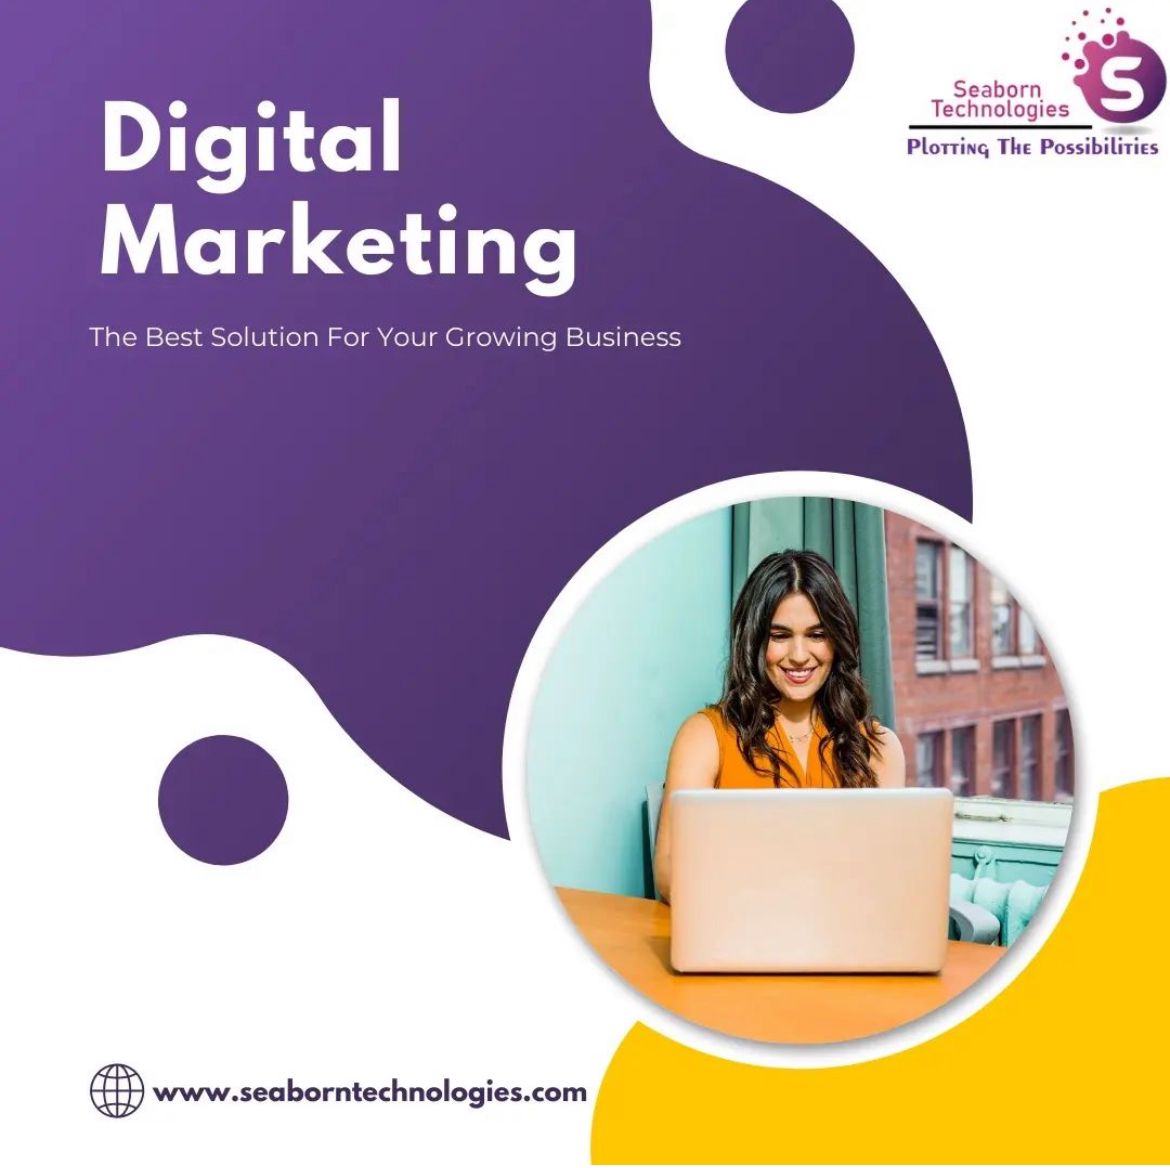 Seaborn
Technologies
S
Plotting The Possibilities
Digital
Marketing
The Best Solution For Your Growing Business
www.seaborntechnologies.com